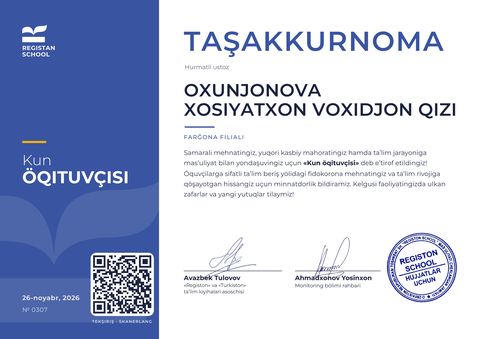 REGISTAN
SCHOOL
Kun
ÖQITUVÇISI
26-noyabr, 2026
№ 0307
TEKŞIRIŞ - SKANERLANG
TAŞAKKURNOMA
Hurmatli ustoz
OXUNJONOVA
XOSIYATXON VOXIDJON QIZI
FARĞONA FILIALI
Samarali mehnatingiz, yuqori kasbiy mahoratingiz hamda ta’lim jarayoniga
mas’uliyat bilan yondaşuvingiz uçun «Kun öqituvçisi» deb e’tirof etildingiz!
Öquvçilarga sifatli ta’lim beriş yölidagi fidokorona mehnatingiz va ta’lim rivojiga
qöşayotgan hissangiz uçun minnatdorlik bildiramiz. Kelgusi faoliyatingizda ulkan
zafarlar va yangi yutuqlar tilaymiz!
Avazbek Tulovov
«Registon» va «Turkiston»
ta’lim loyihalari asosçisi
Ahmadxonov Yosinxon
Monitoring bölimi rahbari
REGISTON
SCHOOL
HUJJATLAR
UCHUN